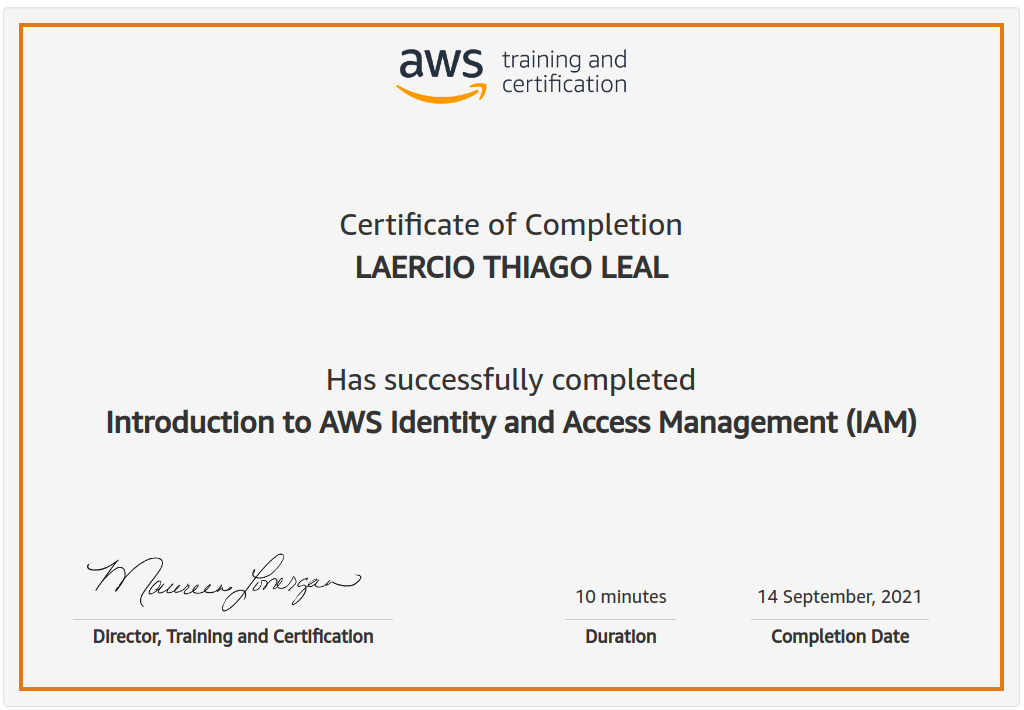 aws training and
certification
Certificate of Completion
LAERCIO THIAGO LEAL
Has successfully completed
Introduction to AWS Identity and Access Management (IAM)
Maureen Lonergan
Director, Training and Certification
10 minutes
Duration
14 September, 2021
Completion Date